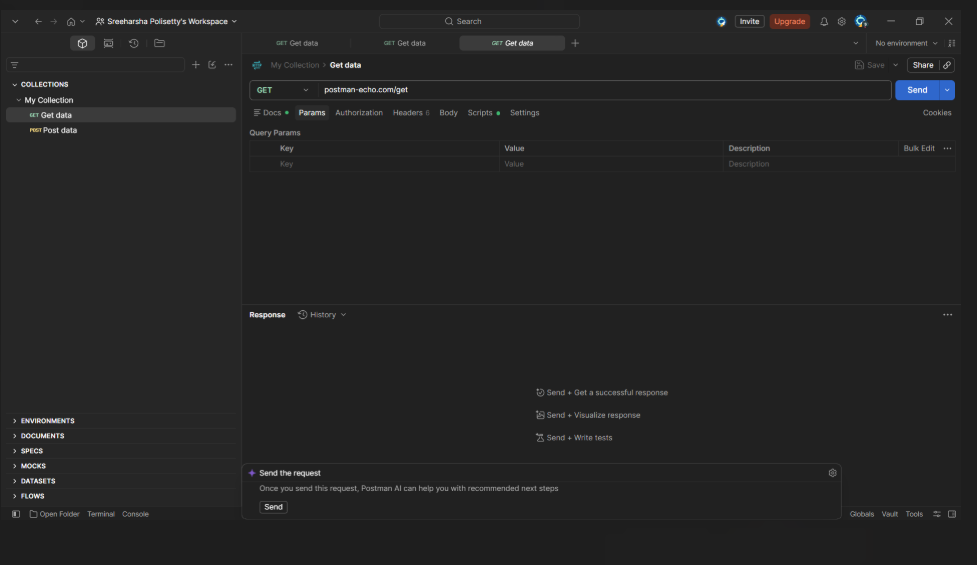 Sreeharsha Polisetty's Workspace
Search
Invite
Upgrade
GET Get data
GET Get data
GET Get data
No environment
My Collection > Get data
Save
Share
COLLECTIONS
My Collection
GET Get data
POST Post data
GET
postman-echo.com/get
Send
Docs
Params
Authorization
Headers 6
Body
Scripts
Settings
Cookies
Query Params
Key Value Description Bulk Edit
Key Value Description
Response
History
Send + Get a successful response
Send + Visualize response
Send + Write tests
ENVIRONMENTS
DOCUMENTS
SPECS
MOCKS
DATASETS
FLOWS
Send the request
Once you send this request, Postman AI can help you with recommended next steps
Send
Open Folder
Terminal
Console
Globals
Vault
Tools